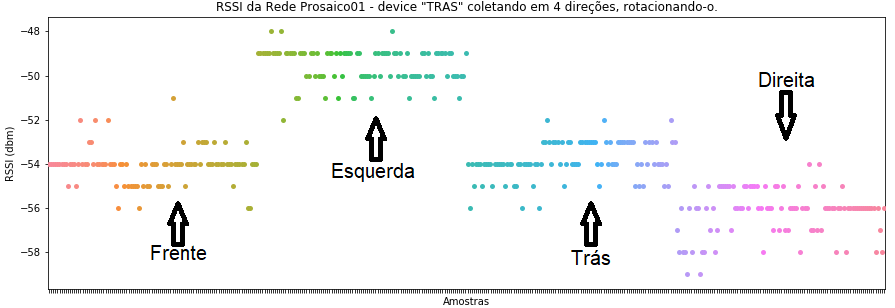 RSSI da Rede Prosaico01 - device "TRAS" coletando em 4 direções, rotacionando-o.
RSSI (dbm)
−48
−50
−52
−54
−56
−58
Frente
Esquerda
Trás
Direita
Amostras